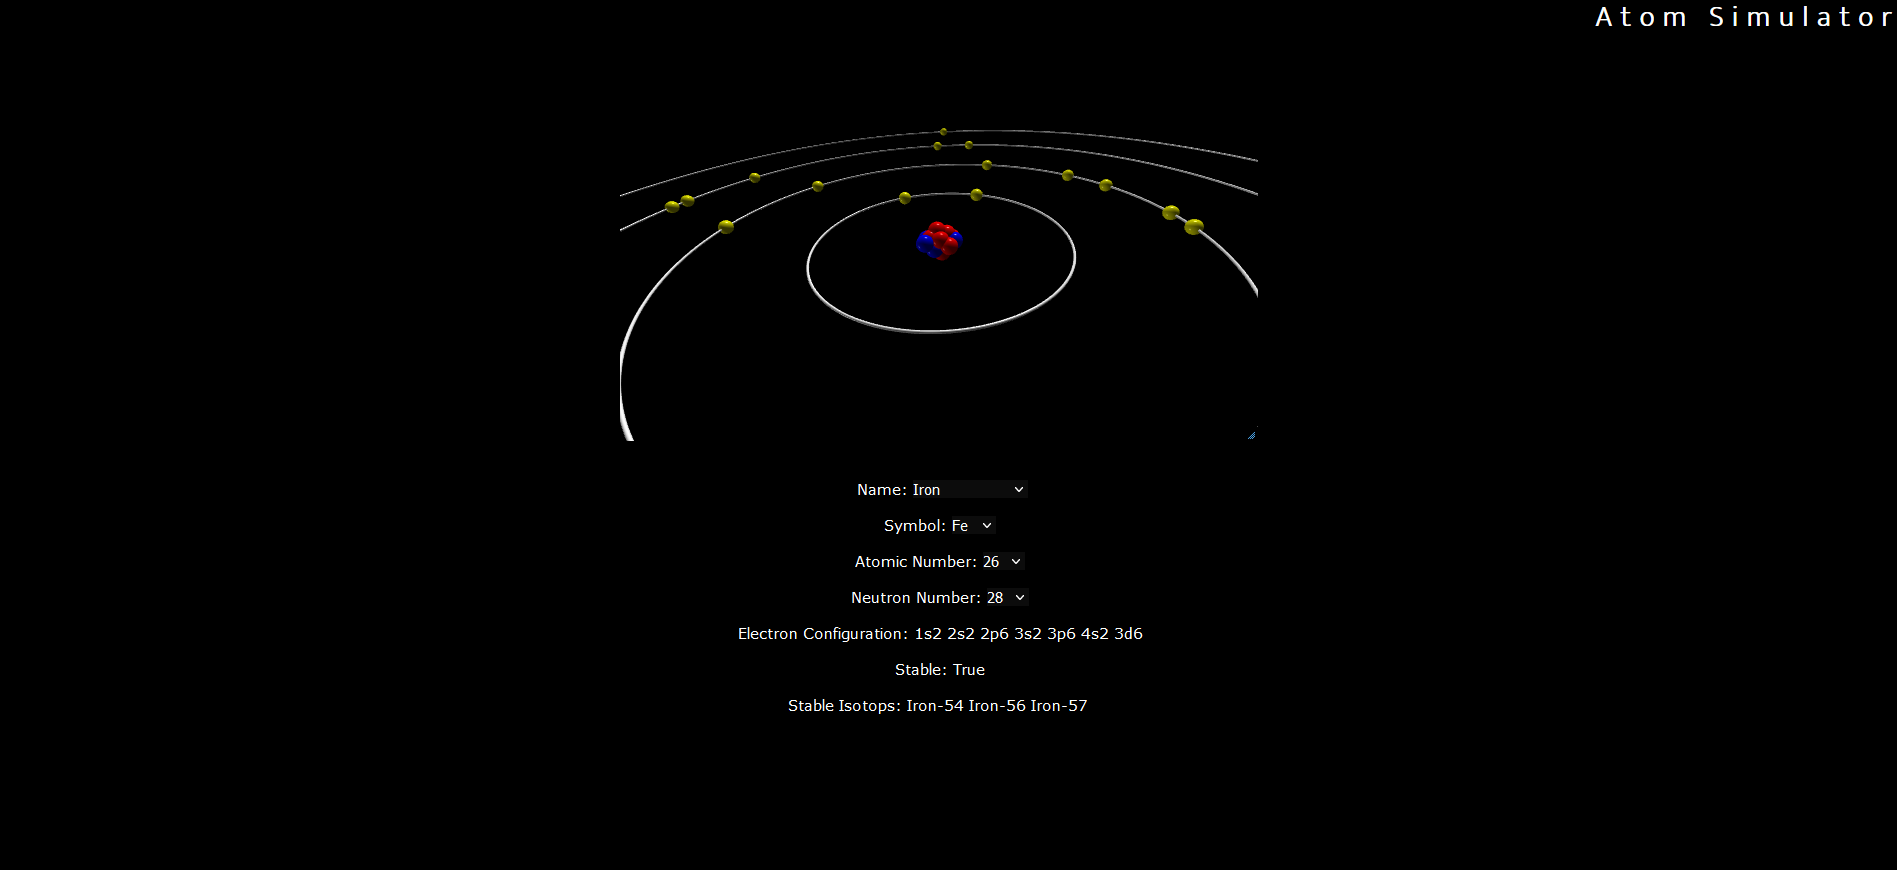 Atom Simulator
Name: Iron
Symbol: Fe
Atomic Number: 26
Neutron Number: 28
Electron Configuration: 1s2 2s2 2p6 3s2 3p6 4s2 3d6
Stable: True
Stable Isotops: Iron-54 Iron-56 Iron-57